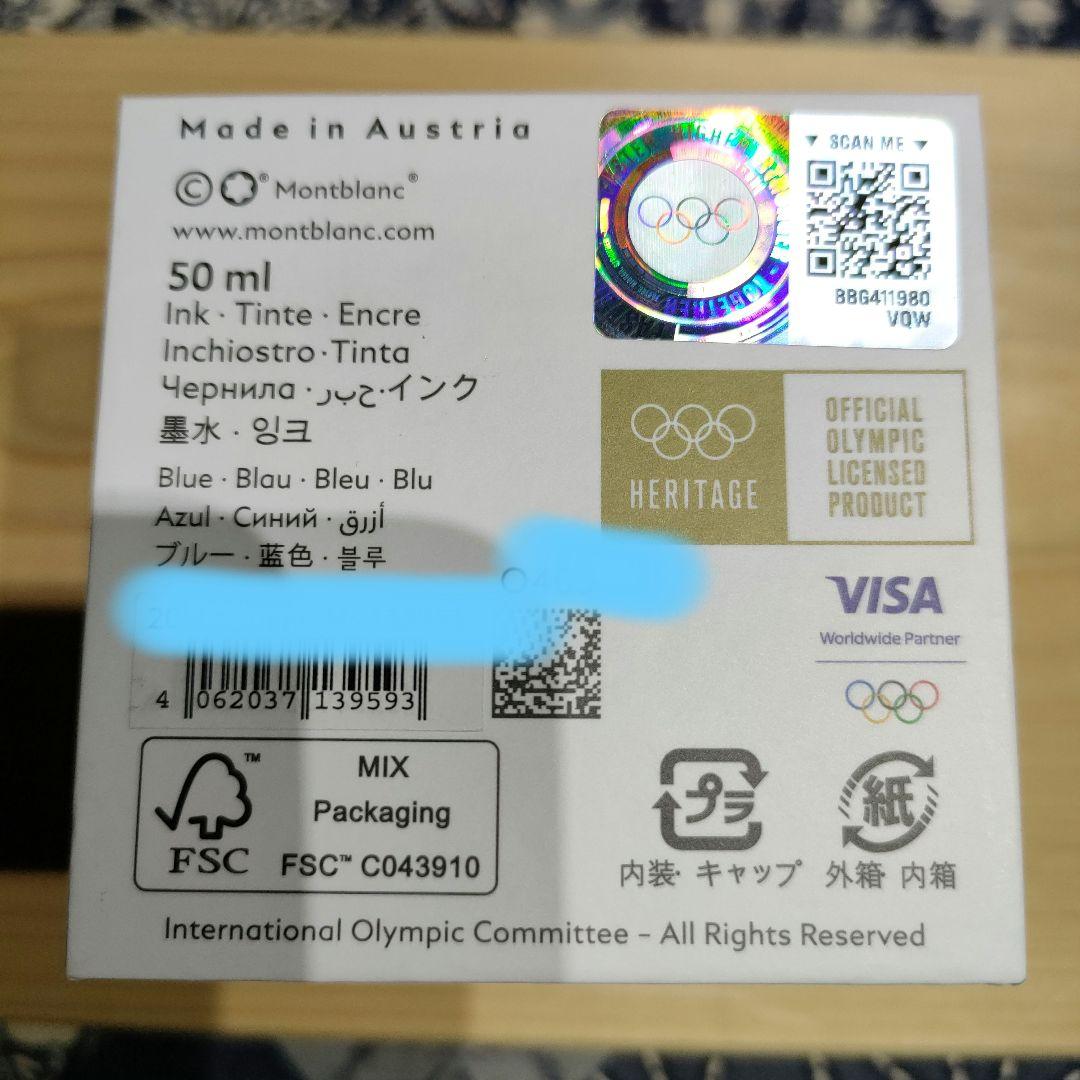 Made in Austria
© ® Montblanc®
www.montblanc.com
50 ml
Ink · Tinte · Encre
Inchiostro · Tinta
Чернила · حبر · インク
墨水 · 잉크
Blue · Blau · Bleu · Blu
Azul · Синий · أزرق
ブルー · 蓝色 · 블루
20
4 062037 139593
FSC™
MIX
Packaging
FSC™ C043910
TOGETHER
▼ SCAN ME ▼
BBG411980
VQW
HERITAGE
OFFICIAL
OLYMPIC
LICENSED
PRODUCT
VISA
Worldwide Partner
プラ
内装・キャップ
紙
外箱・内箱
International Olympic Committee – All Rights Reserved